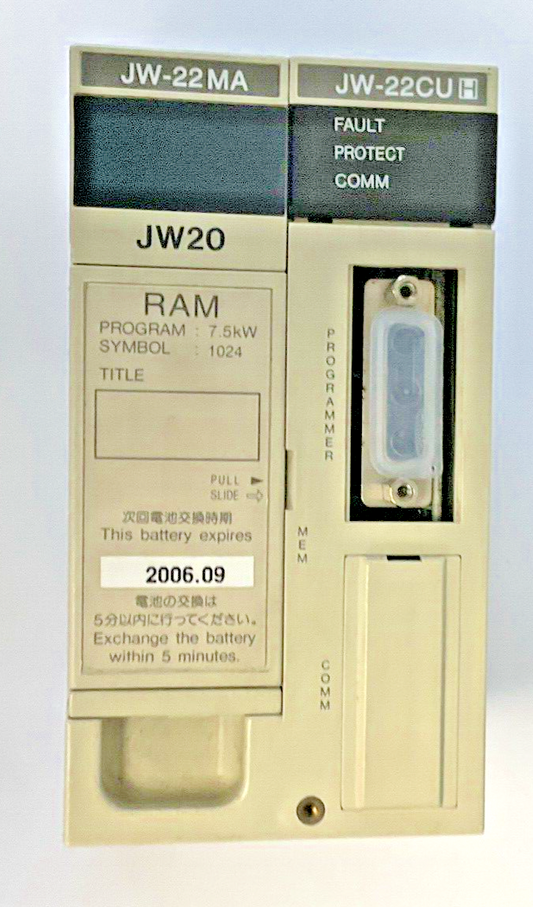 JW-22MA
JW-22CU H
FAULT
PROTECT
COMM
JW20
RAM
PROGRAM : 7.5kW
SYMBOL : 1024
TITLE
PULL
SLIDE
次回電池交換時期
This battery expires
2006.09
電池の交換は
5分以内に行ってください。
Exchange the battery
within 5 minutes.
PROGRAMMER
MEM
COMM